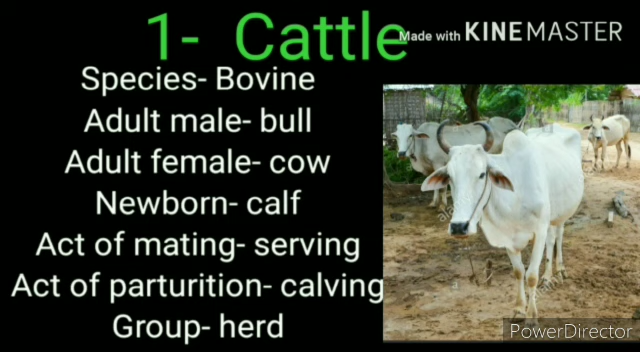 1- Cattle
Made with KINEMASTER
Species- Bovine
Adult male- bull
Adult female- cow
Newborn- calf
Act of mating- serving
Act of parturition- calving
Group- herd
PowerDirector